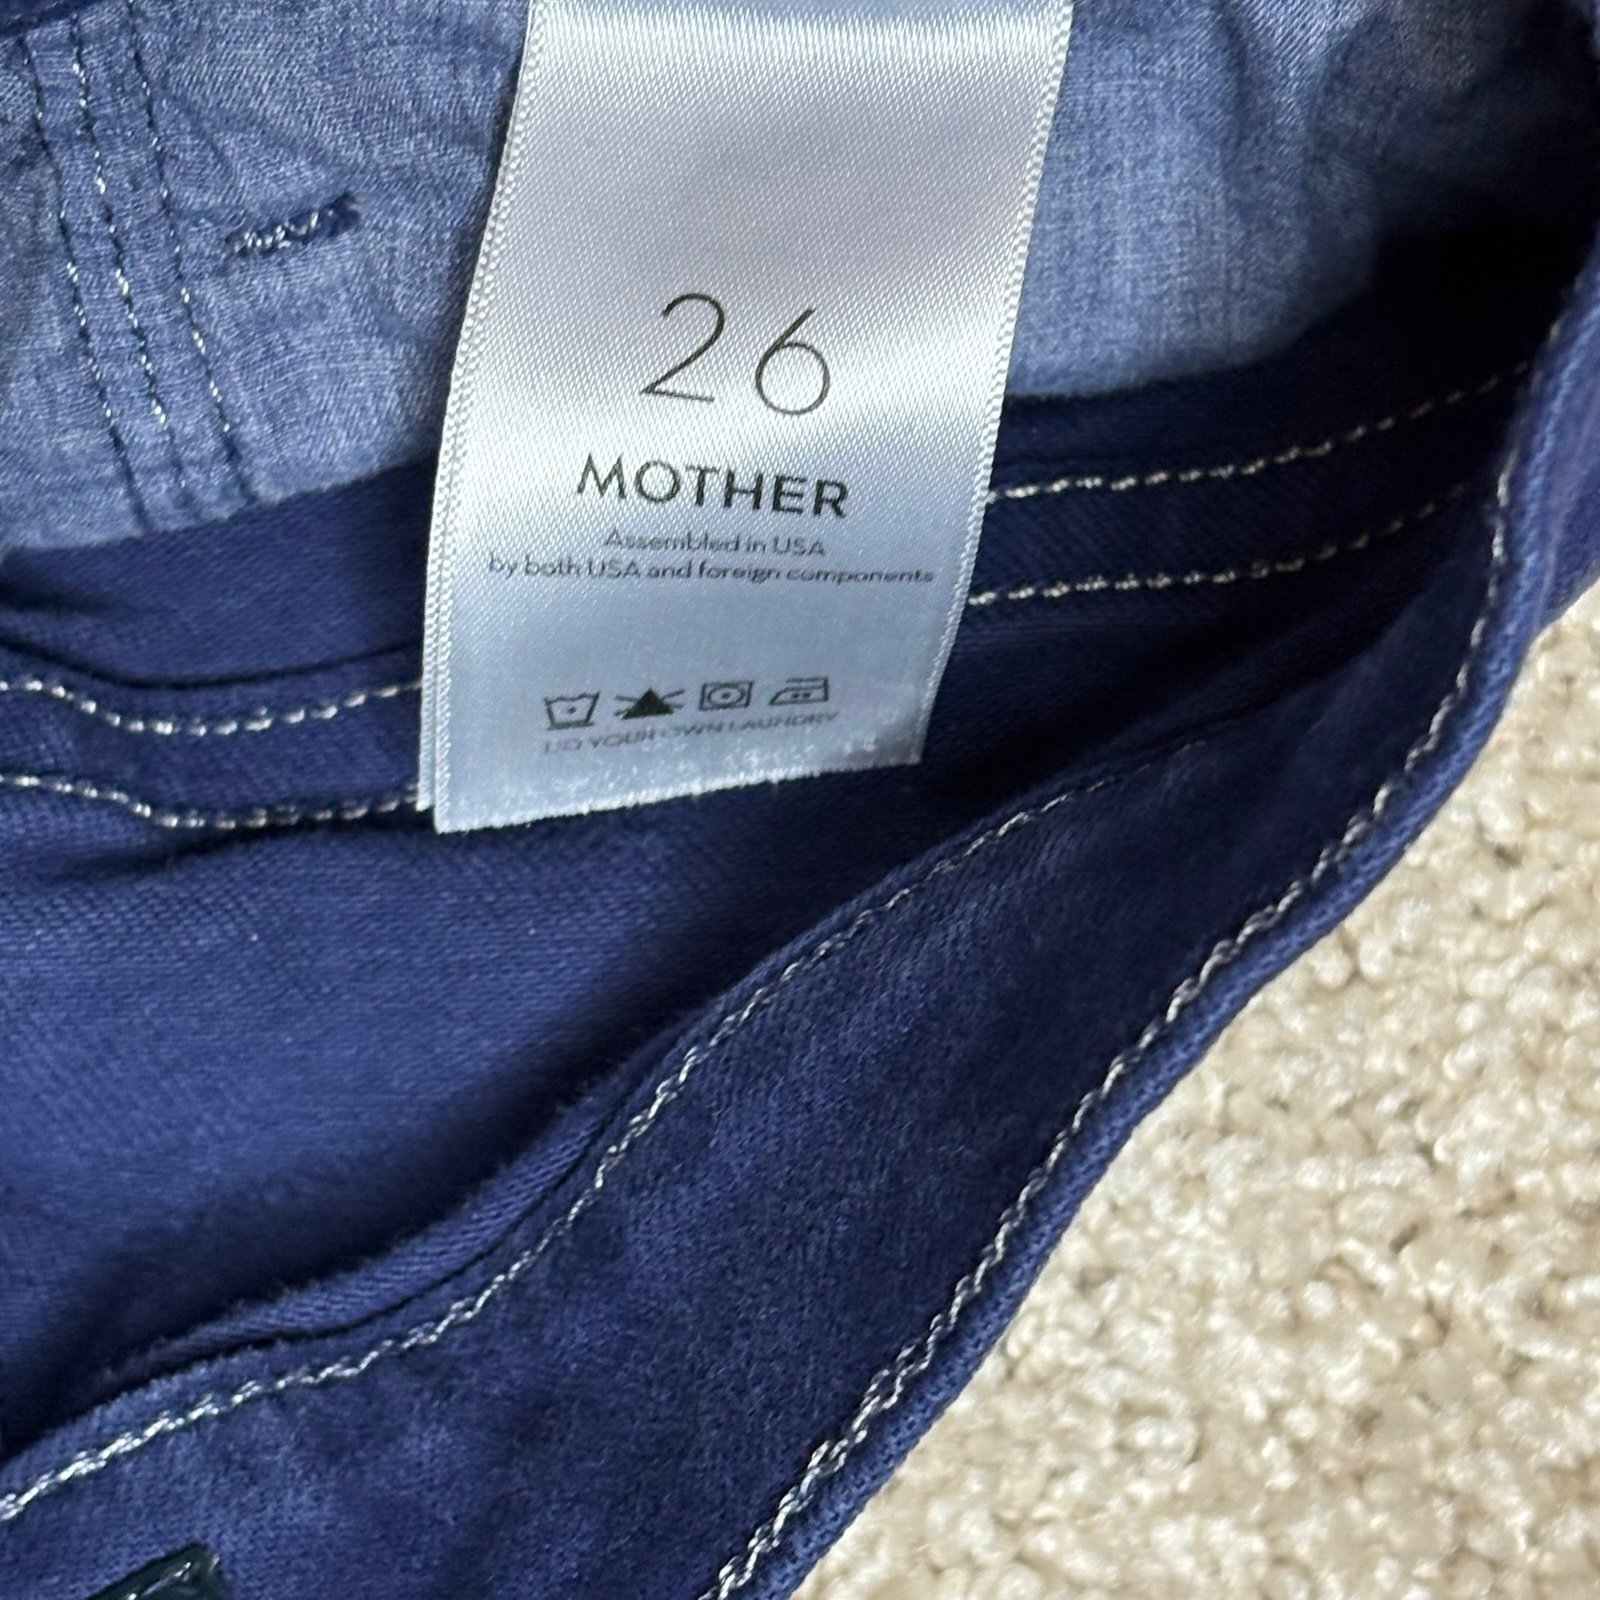 26
MOTHER
Assembled in USA
by both USA and foreign components
DO YOUR OWN LAUNDRY